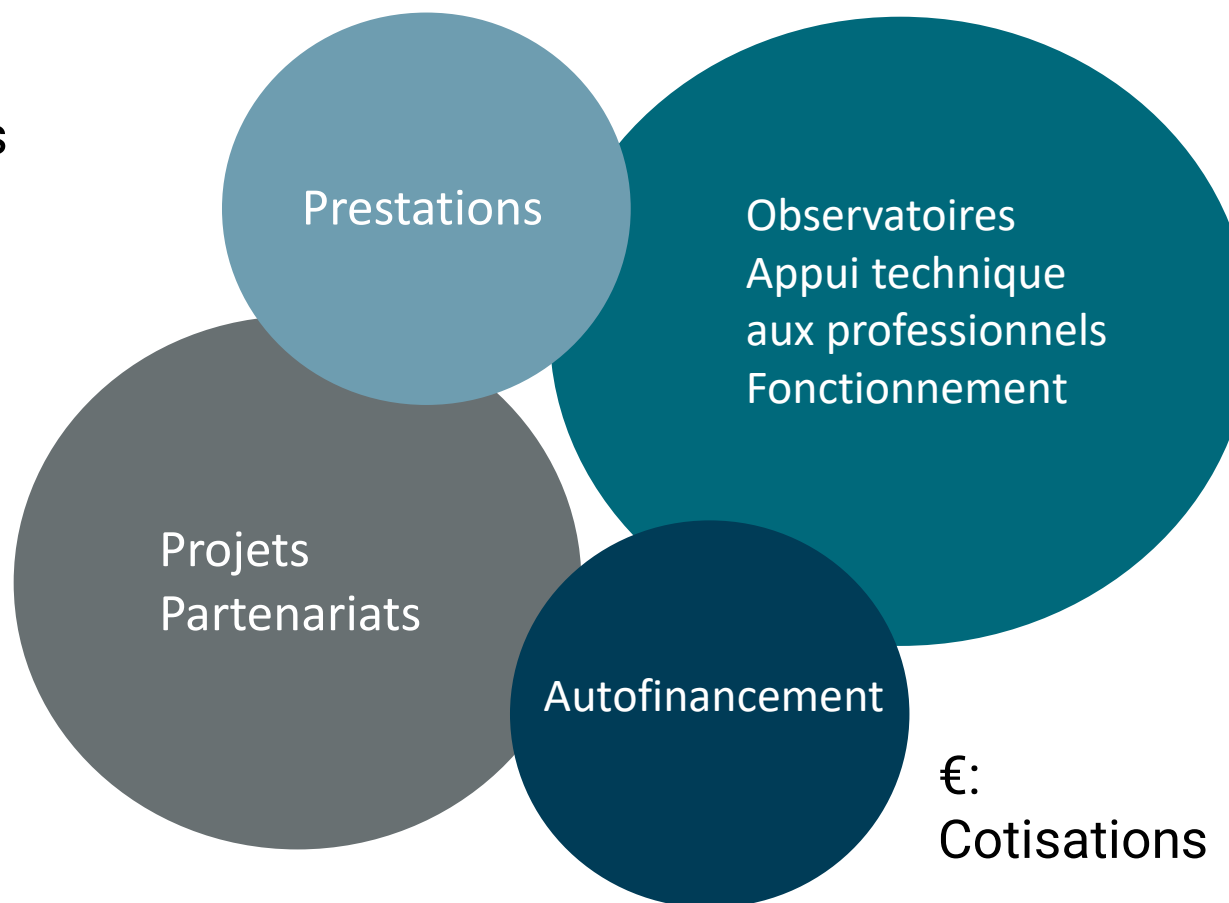 Prestations
Observatoires
Appui technique
aux professionnels
Fonctionnement
Projets
Partenariats
Autofinancement
€:
Cotisations